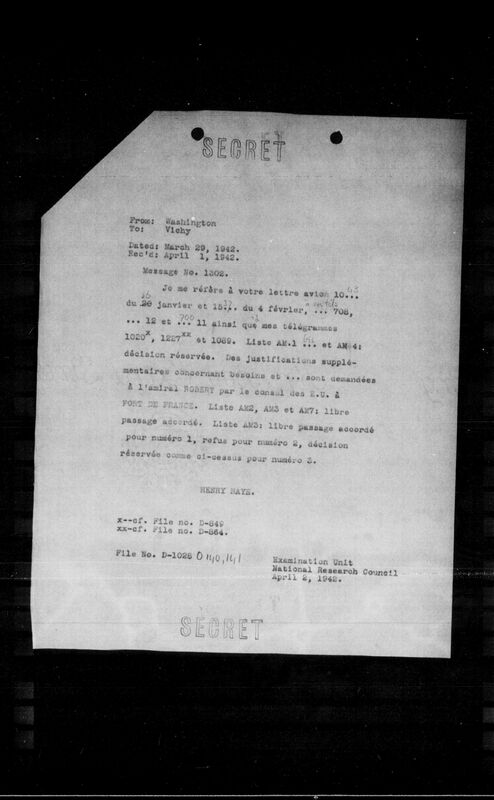 SECRET
From: Washington
To: Vichy
Dated: March 29, 1942.
Rec'd: April 1, 1942.
Message No. 1302.
Je me réfère à votre lettre avion 10...
du 20 janvier et 15... du 4 février, ... 708,
... 12 et ... 11 ainsi que mes télégrammes
1020x, 1227xx et 1089. Liste AM.1 ... et AM 4:
décision réservée. Des justifications supplé-
mentaires concernant besoins et ... sont demandées
à l'amiral ROBERT par le consul des E.U. à
FORT DE FRANCE. Liste AM2, AM3 et AM7: libre
passage accordé. Liste AM3: libre passage accordé
pour numéro 1, refus pour numéro 2, décision
réservée comme ci-dessus pour numéro 3.
HENRY HAYE.
x--cf. File no. D-849
xx-cf. File no. D-864.
File No. D-1028
Examination Unit
National Research Council
April 2, 1942.
SECRET